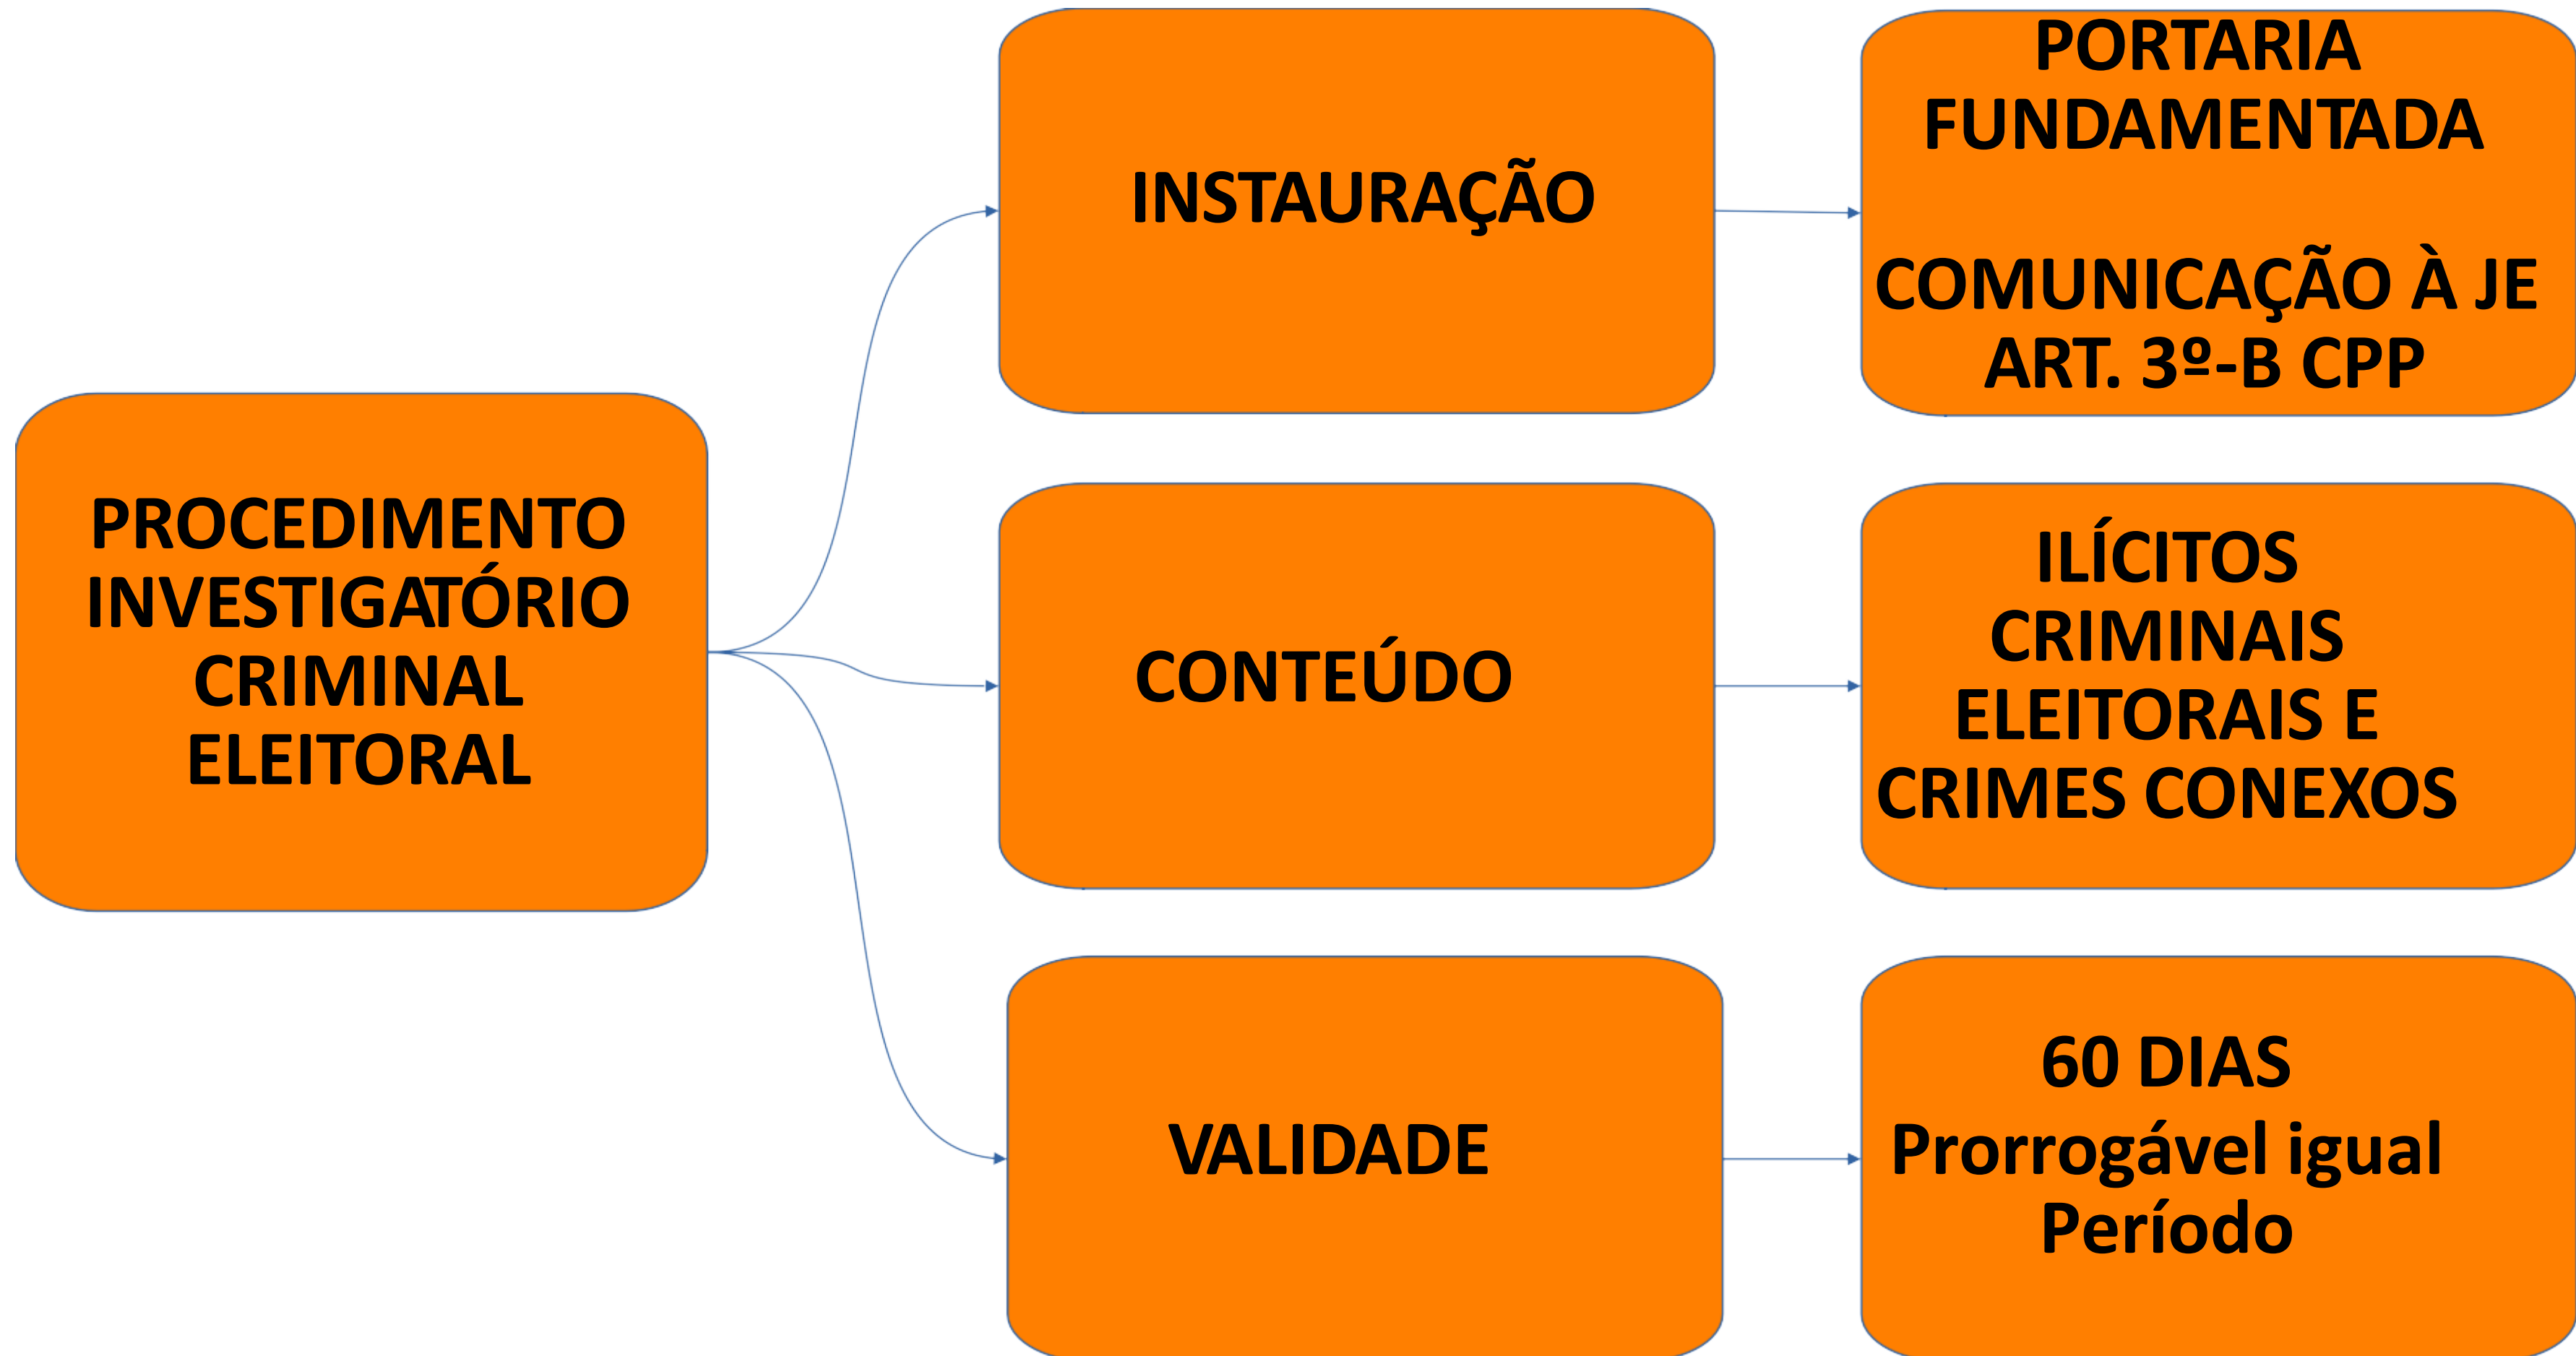 PROCEDIMENTO
INVESTIGATÓRIO
CRIMINAL
ELEITORAL
INSTAURAÇÃO
PORTARIA
FUNDAMENTADA
COMUNICAÇÃO À JE
ART. 3º-B CPP
CONTEÚDO
ILÍCITOS
CRIMINAIS
ELEITORAIS E
CRIMES CONEXOS
VALIDADE
60 DIAS
Prorrogável igual
Período